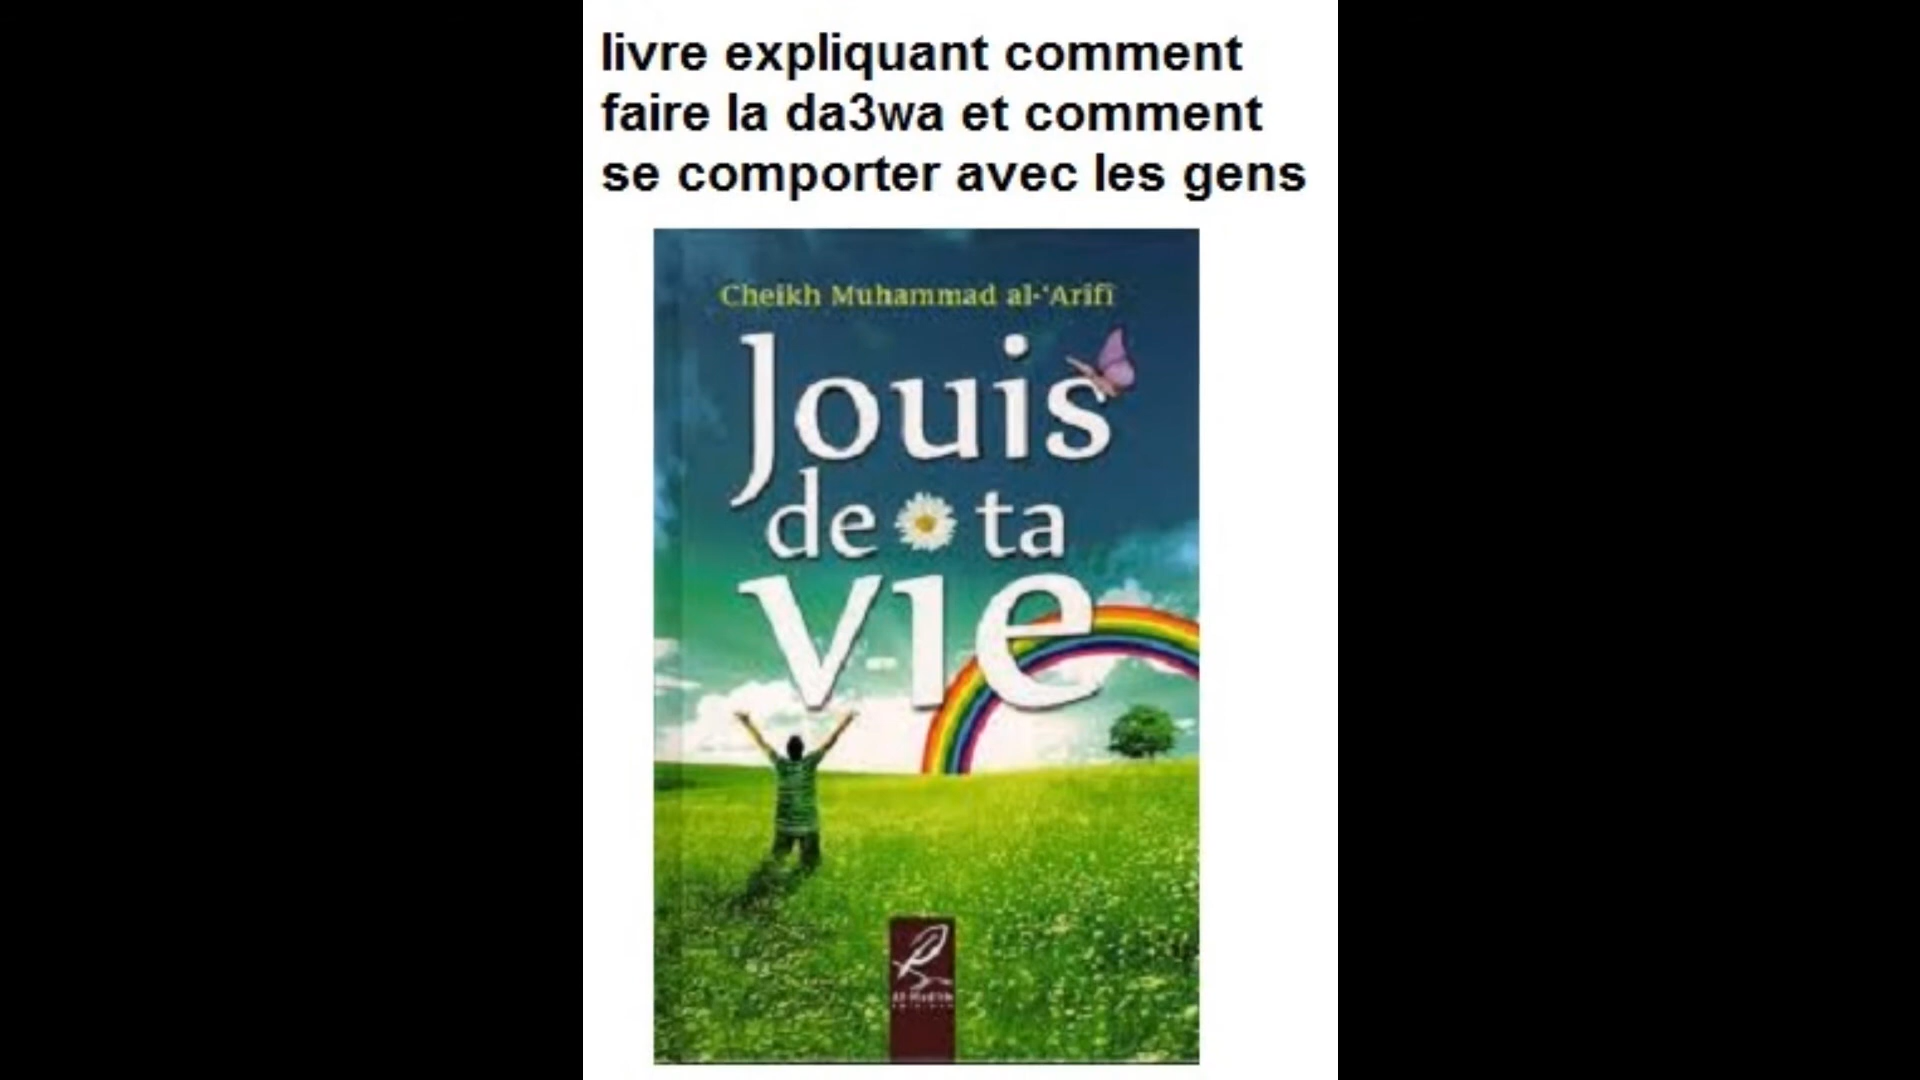 livre expliquant comment
faire la da3wa et comment
se comporter avec les gens
Cheikh Muhammad al-‘Arifi
Jouis
de ta
vie